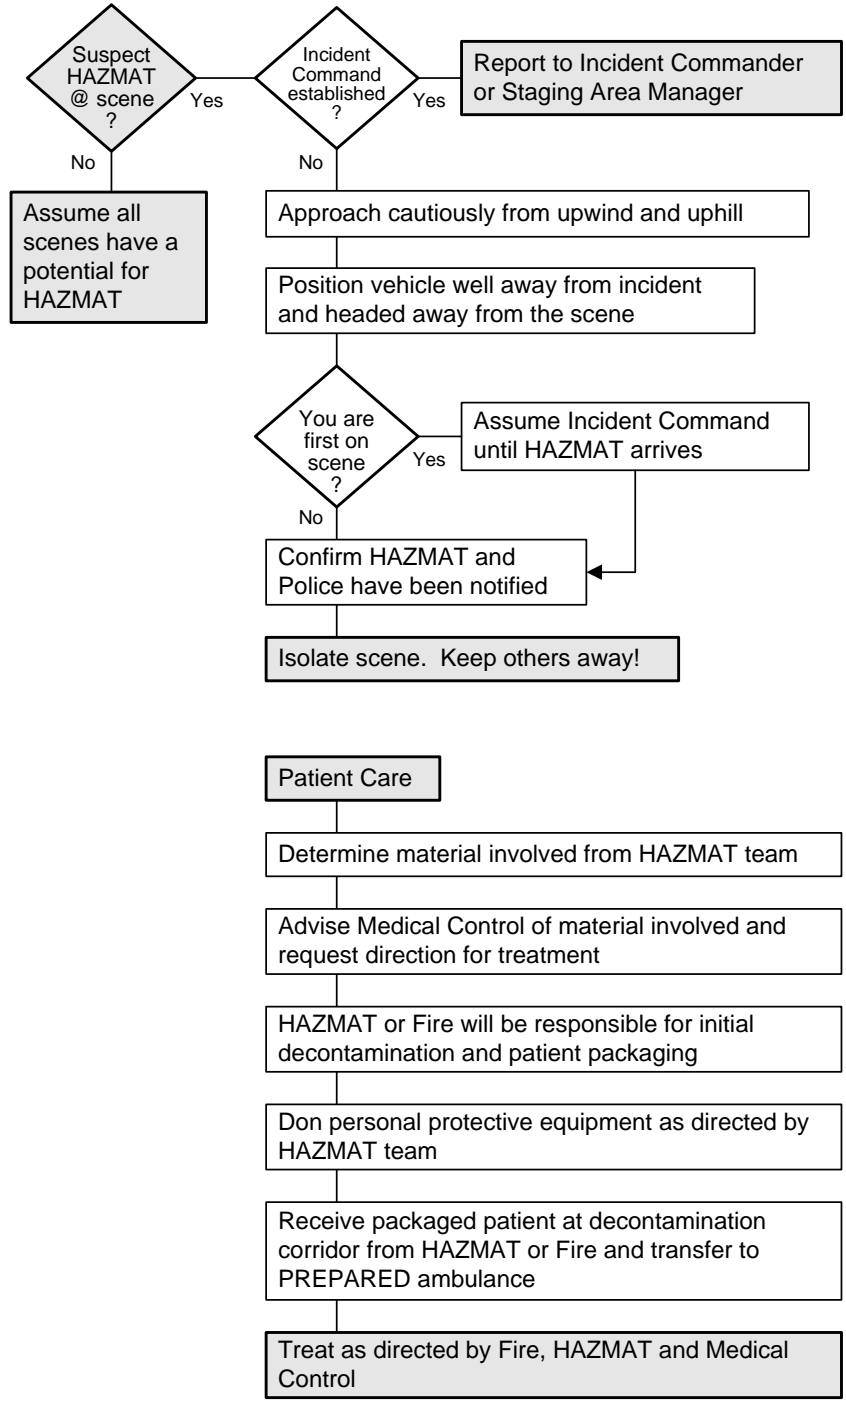 Suspect
HAZMAT
@ scene
?
Yes
Incident
Command
established
?
Yes
Report to Incident Commander
or Staging Area Manager
No
No
Assume all
scenes have a
potential for
HAZMAT
Approach cautiously from upwind and uphill
Position vehicle well away from incident
and headed away from the scene
You are
first on
scene
?
Yes
Assume Incident Command
until HAZMAT arrives
No
Confirm HAZMAT and
Police have been notified
Isolate scene.  Keep others away!
Patient Care
Determine material involved from HAZMAT team
Advise Medical Control of material involved and
request direction for treatment
HAZMAT or Fire will be responsible for initial
decontamination and patient packaging
Don personal protective equipment as directed by
HAZMAT team
Receive packaged patient at decontamination
corridor from HAZMAT or Fire and transfer to
PREPARED ambulance
Treat as directed by Fire, HAZMAT and Medical
Control